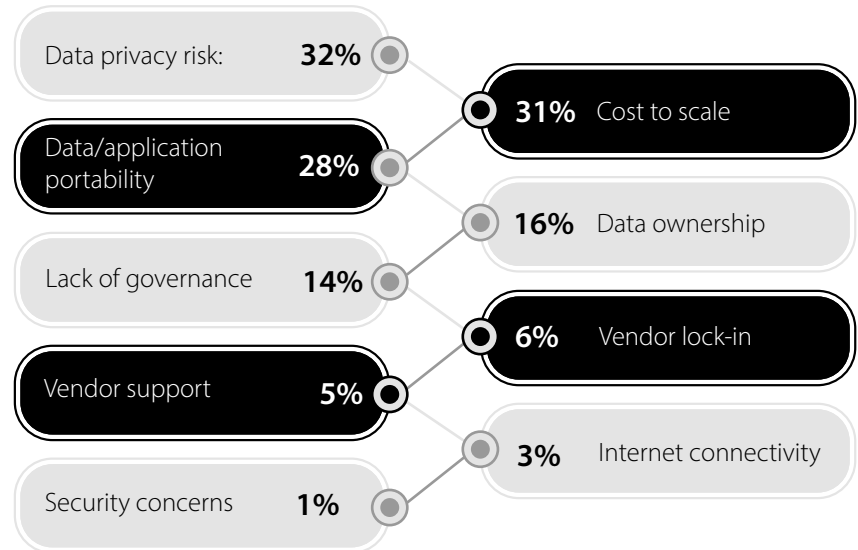 Data privacy risk: 32%
31% Cost to scale
Data/application
portability 28%
16% Data ownership
Lack of governance 14%
6% Vendor lock-in
Vendor support 5%
3% Internet connectivity
Security concerns 1%